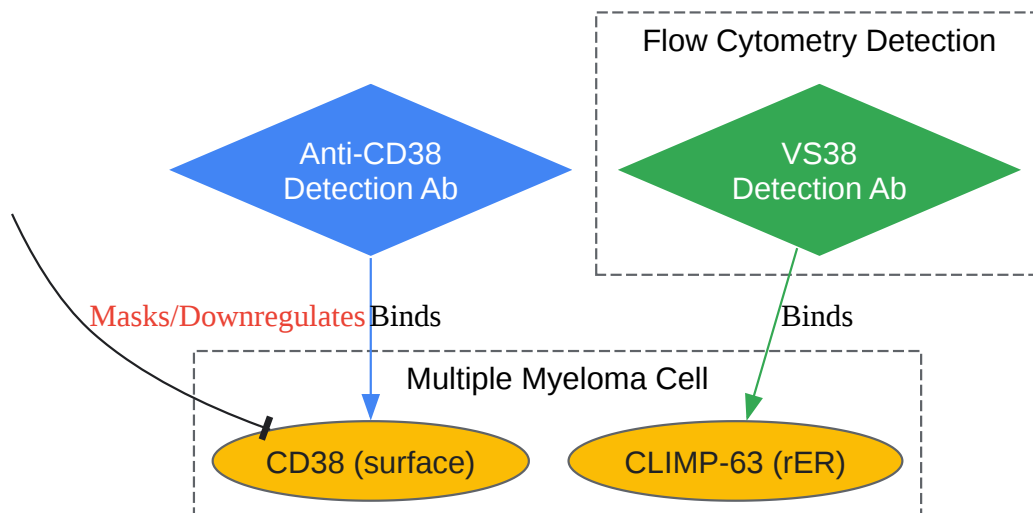 Flow Cytometry Detection
Anti-CD38
Detection Ab
VS38
Detection Ab
Masks/Downregulates
Binds
Binds
Multiple Myeloma Cell
CD38 (surface)
CLIMP-63 (rER)